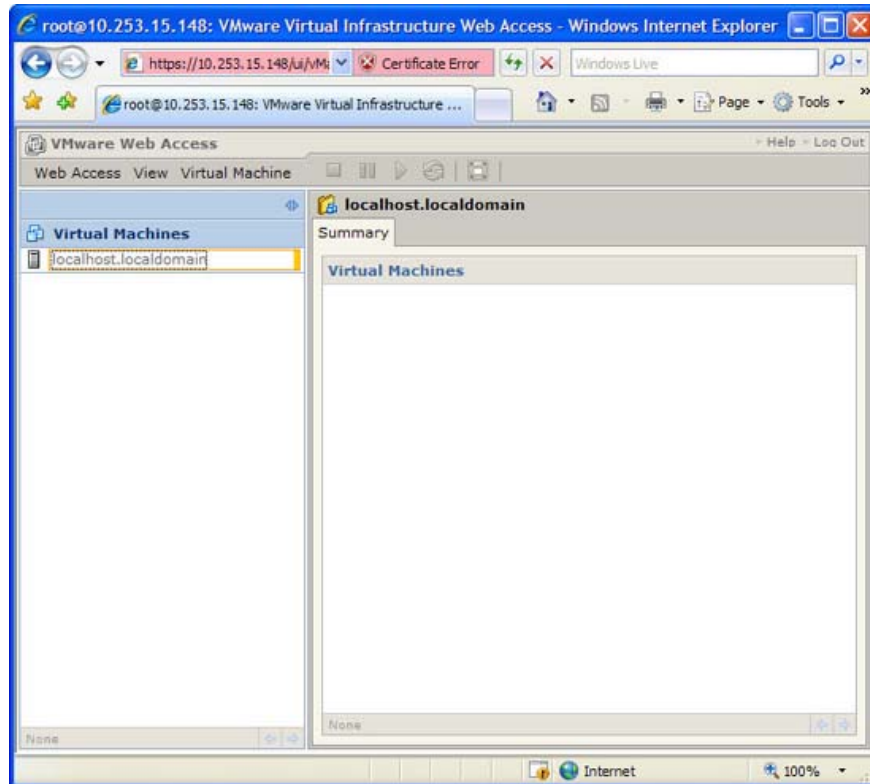 root@10.253.15.148: VMware Virtual Infrastructure Web Access - Windows Internet Explorer
https://10.253.15.148/ui/vMa Certificate Error Windows Live
root@10.253.15.148: VMware Virtual Infrastructure ... Page Tools »
VMware Web Access Help Log Out
Web Access View Virtual Machine
localhost.localdomain
Virtual Machines Summary
localhost.localdomain
Virtual Machines
None None
Internet 100%